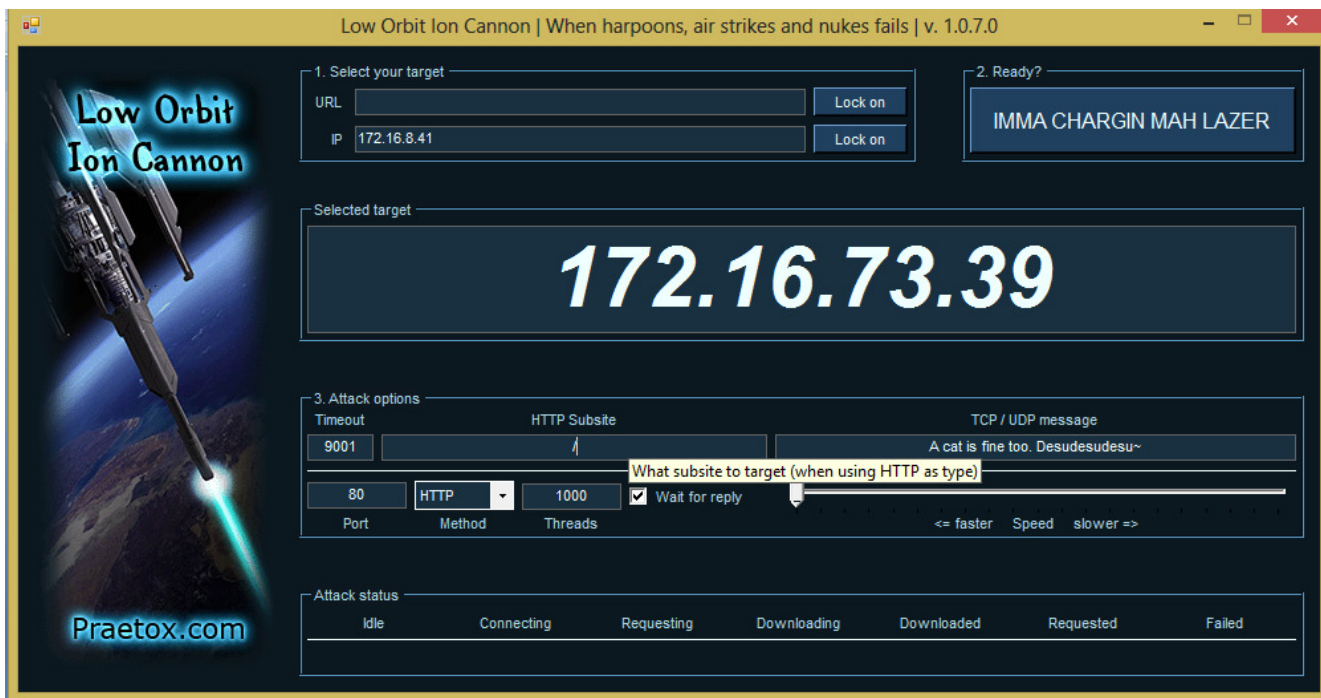 Low Orbit Ion Cannon | When harpoons, air strikes and nukes fails | v. 1.0.7.0
Low Orbit
Ion Cannon
Praetox.com
1. Select your target
URL Lock on
IP 172.16.8.41 Lock on
2. Ready?
IMMA CHARGIN MAH LAZER
Selected target
172.16.73.39
3. Attack options
Timeout HTTP Subsite TCP / UDP message
9001 / A cat is fine too. Desudesudesu~
What subsite to target (when using HTTP as type)
80 HTTP 1000 Wait for reply
Port Method Threads <= faster Speed slower =>
Attack status
Idle Connecting Requesting Downloading Downloaded Requested Failed